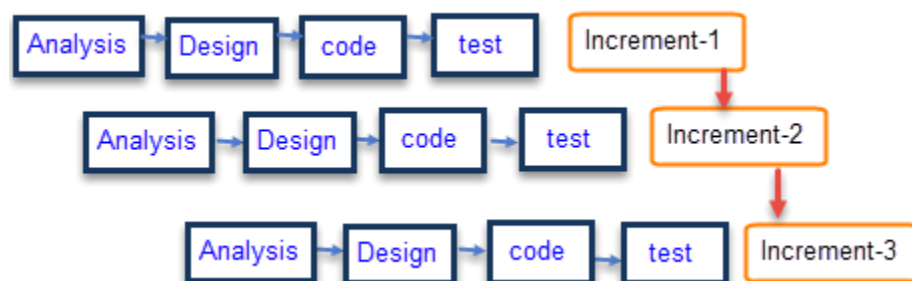 Analysis Design code test Increment-1
Analysis Design code test Increment-2
Analysis Design code test Increment-3